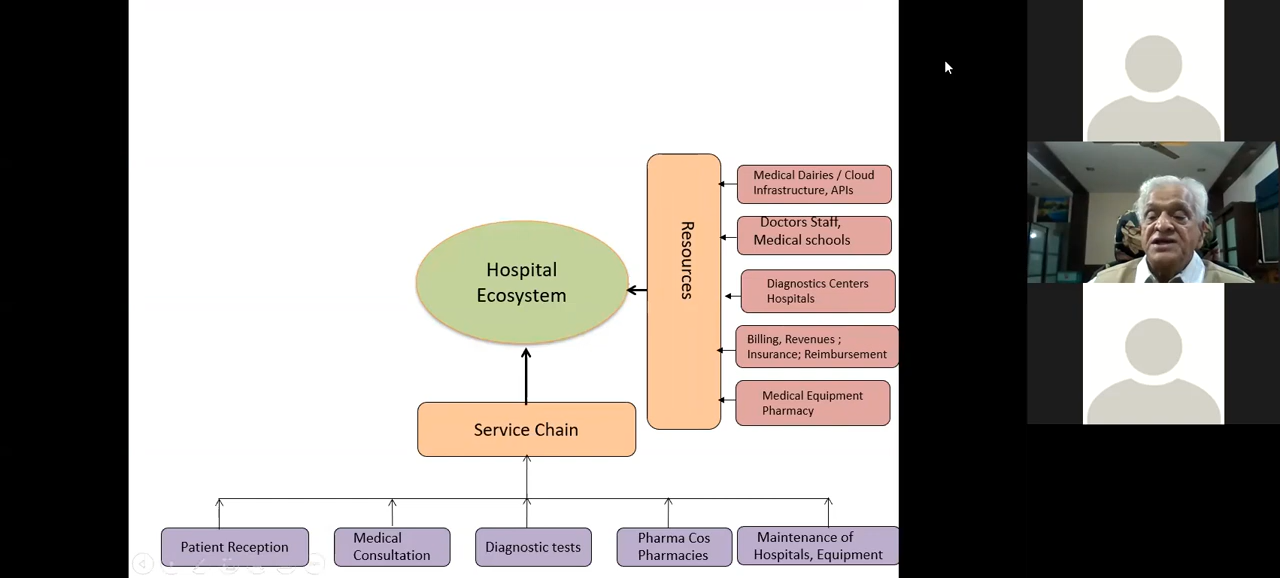 Medical Dairies / Cloud
Infrastructure, APIs
Doctors Staff,
Medical schools
Resources
Hospital
Ecosystem
Diagnostics Centers
Hospitals
Billing, Revenues ;
Insurance; Reimbursement
Medical Equipment
Pharmacy
Service Chain
Patient Reception
Medical
Consultation
Diagnostic tests
Pharma Cos
Pharmacies
Maintenance of
Hospitals, Equipment